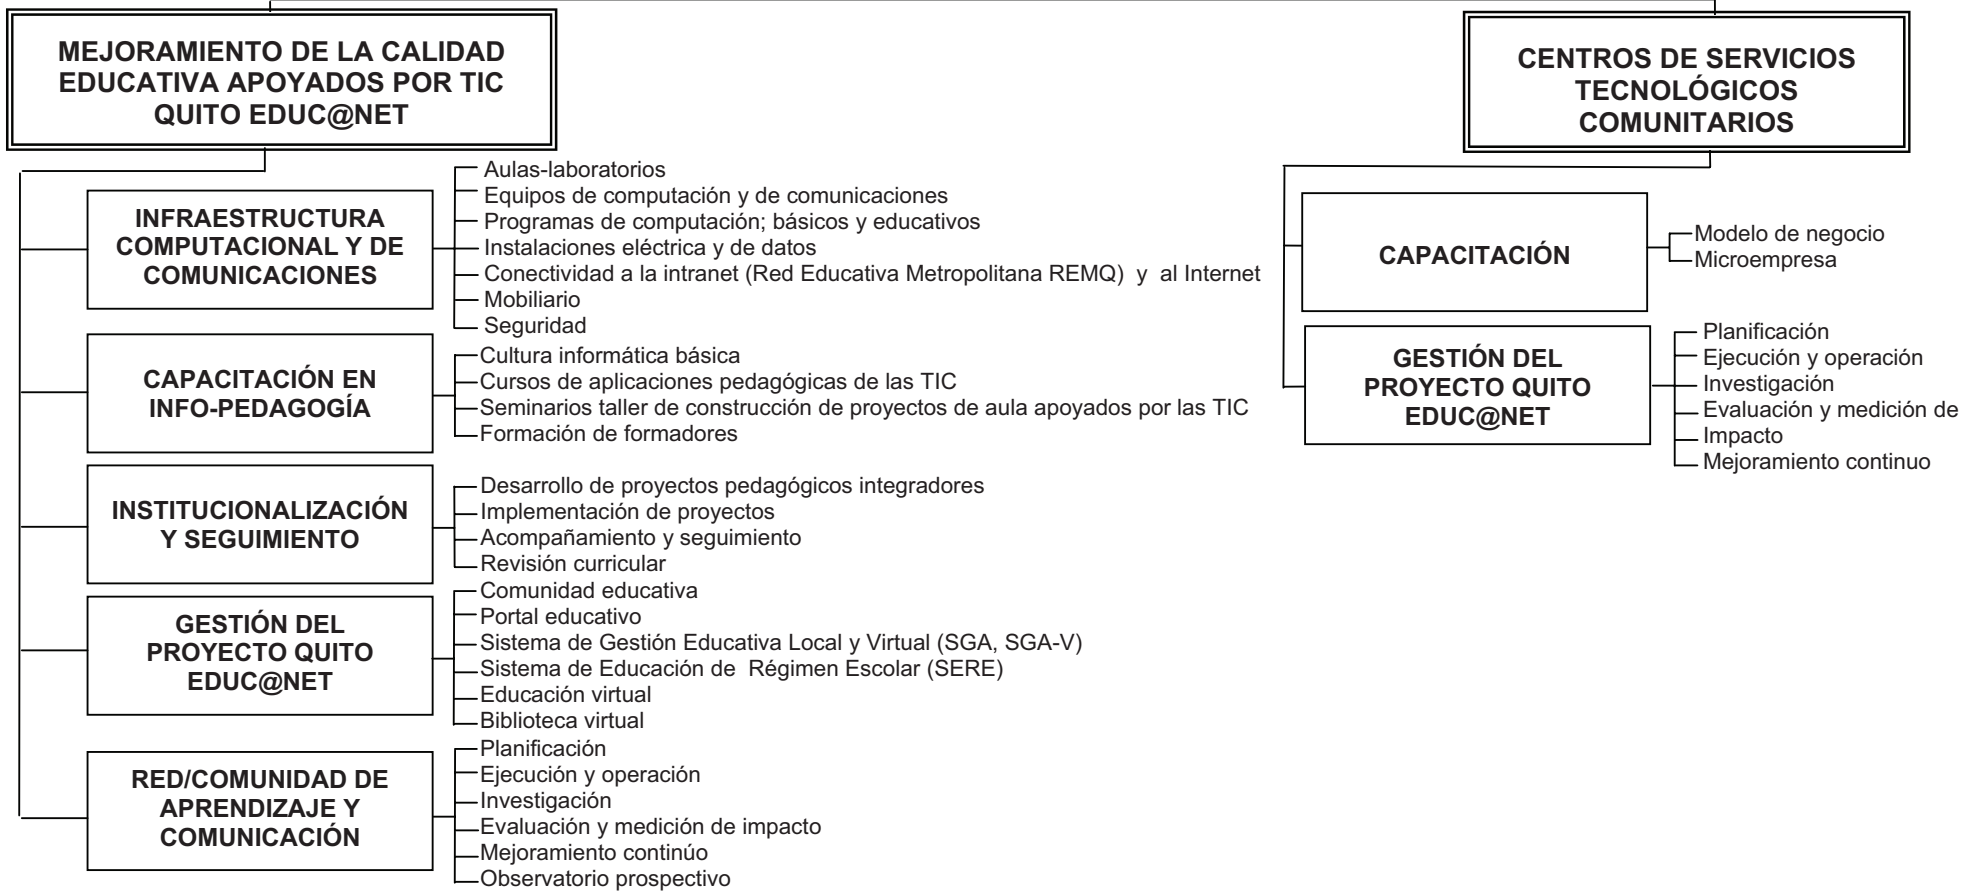 MEJORAMIENTO DE LA CALIDAD
EDUCATIVA APOYADOS POR TIC
QUITO EDUC@NET
INFRAESTRUCTURA
COMPUTACIONAL Y DE
COMUNICACIONES
Aulas-laboratorios
Equipos de computación y de comunicaciones
Programas de computación; básicos y educativos
Instalaciones eléctrica y de datos
Conectividad a la intranet (Red Educativa Metropolitana REMQ) y al Internet
Mobiliario
Seguridad
CAPACITACIÓN EN
INFO-PEDAGOGÍA
Cultura informática básica
Cursos de aplicaciones pedagógicas de las TIC
Seminarios taller de construcción de proyectos de aula apoyados por las TIC
Formación de formadores
INSTITUCIONALIZACIÓN
Y SEGUIMIENTO
Desarrollo de proyectos pedagógicos integradores
Implementación de proyectos
Acompañamiento y seguimiento
Revisión curricular
GESTIÓN DEL
PROYECTO QUITO
EDUC@NET
Comunidad educativa
Portal educativo
Sistema de Gestión Educativa Local y Virtual (SGA, SGA-V)
Sistema de Educación de Régimen Escolar (SERE)
Educación virtual
Biblioteca virtual
RED/COMUNIDAD DE
APRENDIZAJE Y
COMUNICACIÓN
Planificación
Ejecución y operación
Investigación
Evaluación y medición de impacto
Mejoramiento continúo
Observatorio prospectivo
CENTROS DE SERVICIOS
TECNOLÓGICOS
COMUNITARIOS
CAPACITACIÓN
Modelo de negocio
Microempresa
GESTIÓN DEL
PROYECTO QUITO
EDUC@NET
Planificación
Ejecución y operación
Investigación
Evaluación y medición de
Impacto
Mejoramiento continuo